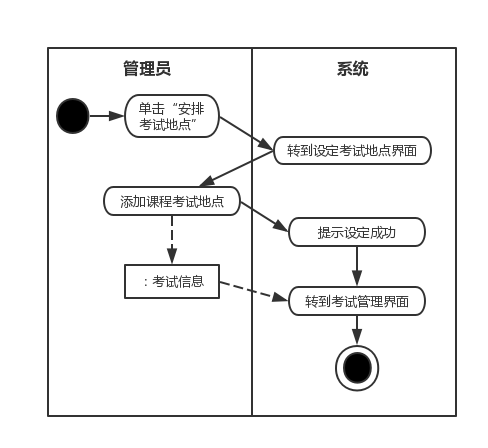 管理员
系统
单击“安排
考试地点”
转到设定考试地点界面
添加课程考试地点
提示设定成功
：考试信息
转到考试管理界面